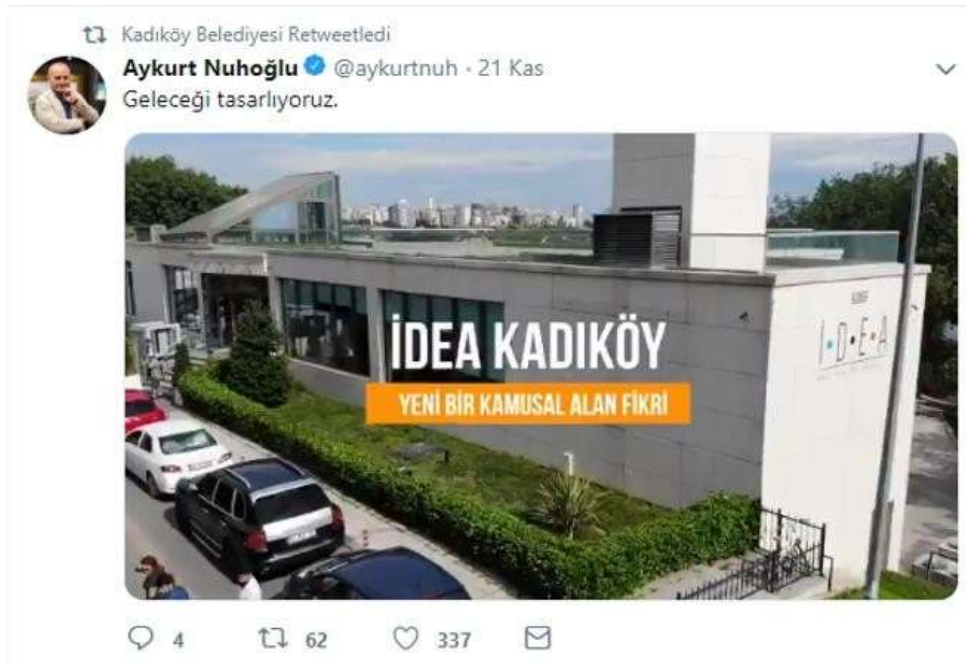 Kadıköy Belediyesi Retweetledi
Aykurt Nuhoğlu @aykurtnuh · 21 Kas
Geleceği tasarlıyoruz.
İDEA KADIKÖY
YENİ BİR KAMUSAL ALAN FİKRİ
I·D·E·A
4 62 337